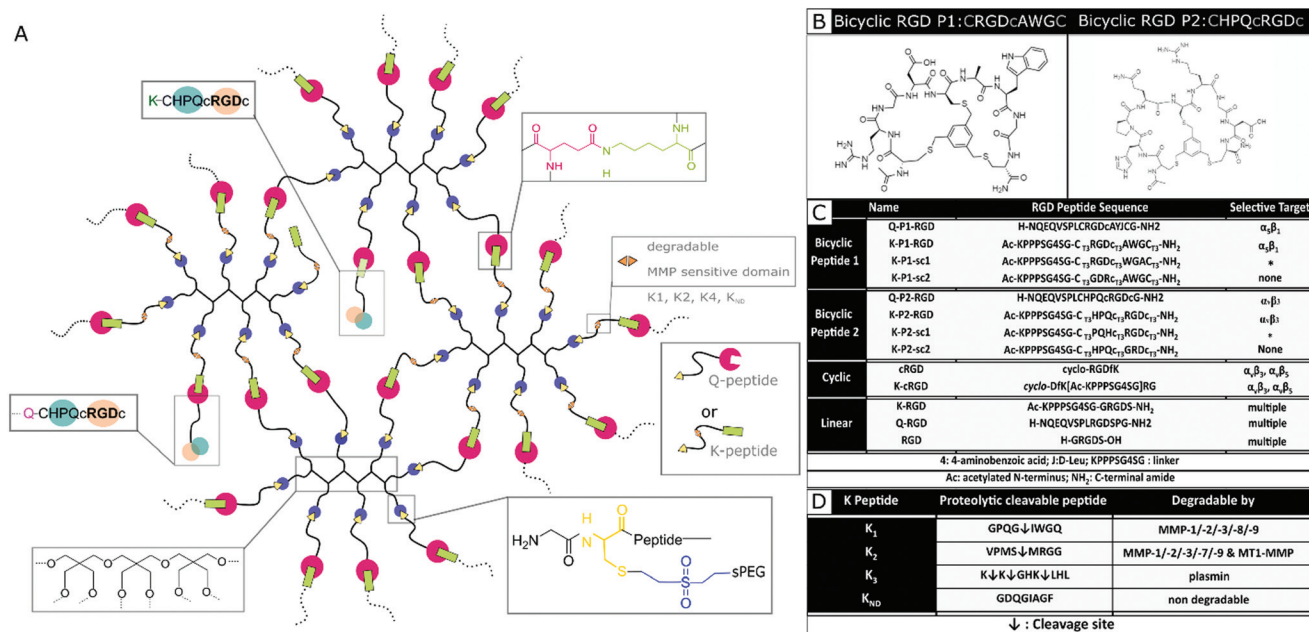 A
K-CHPQcRGDc
O
O
NH
N
H
NH
O
degradable
MMP sensitive domain
K1, K2, K4, KND
Q-peptide
or
K-peptide
Q-CHPQcRGDc
O O O O
O O O O O O
H2N
O
H
N
O
Peptide
S
O
S
O
sPEG
B
Bicyclic RGD P1:CRGDcAWGC
Bicyclic RGD P2:CHPQcRGDc
C
Name RGD Peptide Sequence Selective Target
Bicyclic Peptide 1
Q-P1-RGD H-NQEQVSPLCRGDcAYJCG-NH2 α5β1
K-P1-RGD Ac-KPPPSG4SG-C T3RGDcT3AWGCT3-NH2 α5β1
K-P1-sc1 Ac-KPPPSG4SG-C T3RGDcT3WGACT3-NH2 *
K-P1-sc2 Ac-KPPPSG4SG-C T3GDRcT3AWGCT3-NH2 none
Bicyclic Peptide 2
Q-P2-RGD H-NQEQVSPLCHPQcRGDcG-NH2 αvβ3
K-P2-RGD Ac-KPPPSG4SG-C T3HPQcT3RGDcT3-NH2 αvβ3
K-P2-sc1 Ac-KPPPSG4SG-C T3PQHcT3RGDcT3-NH2 *
K-P2-sc2 Ac-KPPPSG4SG-C T3HPQcT3GRDcT3-NH2 None
Cyclic
cRGD cyclo-RGDfK αvβ3, αvβ5
K-cRGD cyclo-DfK[Ac-KPPPSG4SG]RG αvβ3, αvβ5
Linear
K-RGD Ac-KPPPSG4SG-GRGDS-NH2 multiple
Q-RGD H-NQEQVSPLRGDSPG-NH2 multiple
RGD H-GRGDS-OH multiple
4: 4-aminobenzoic acid; J:D-Leu; KPPPSG4SG : linker
Ac: acetylated N-terminus; NH2: C-terminal amide
D
K Peptide Proteolytic cleavable peptide Degradable by
K1 GPQG↓IWGQ MMP-1/-2/-3/-8/-9
K2 VPMS↓MRGG MMP-1/-2/-3/-7/-9 & MT1-MMP
K3 K↓K↓GHK↓LHL plasmin
KND GDQGIAGF non degradable
↓ : Cleavage site